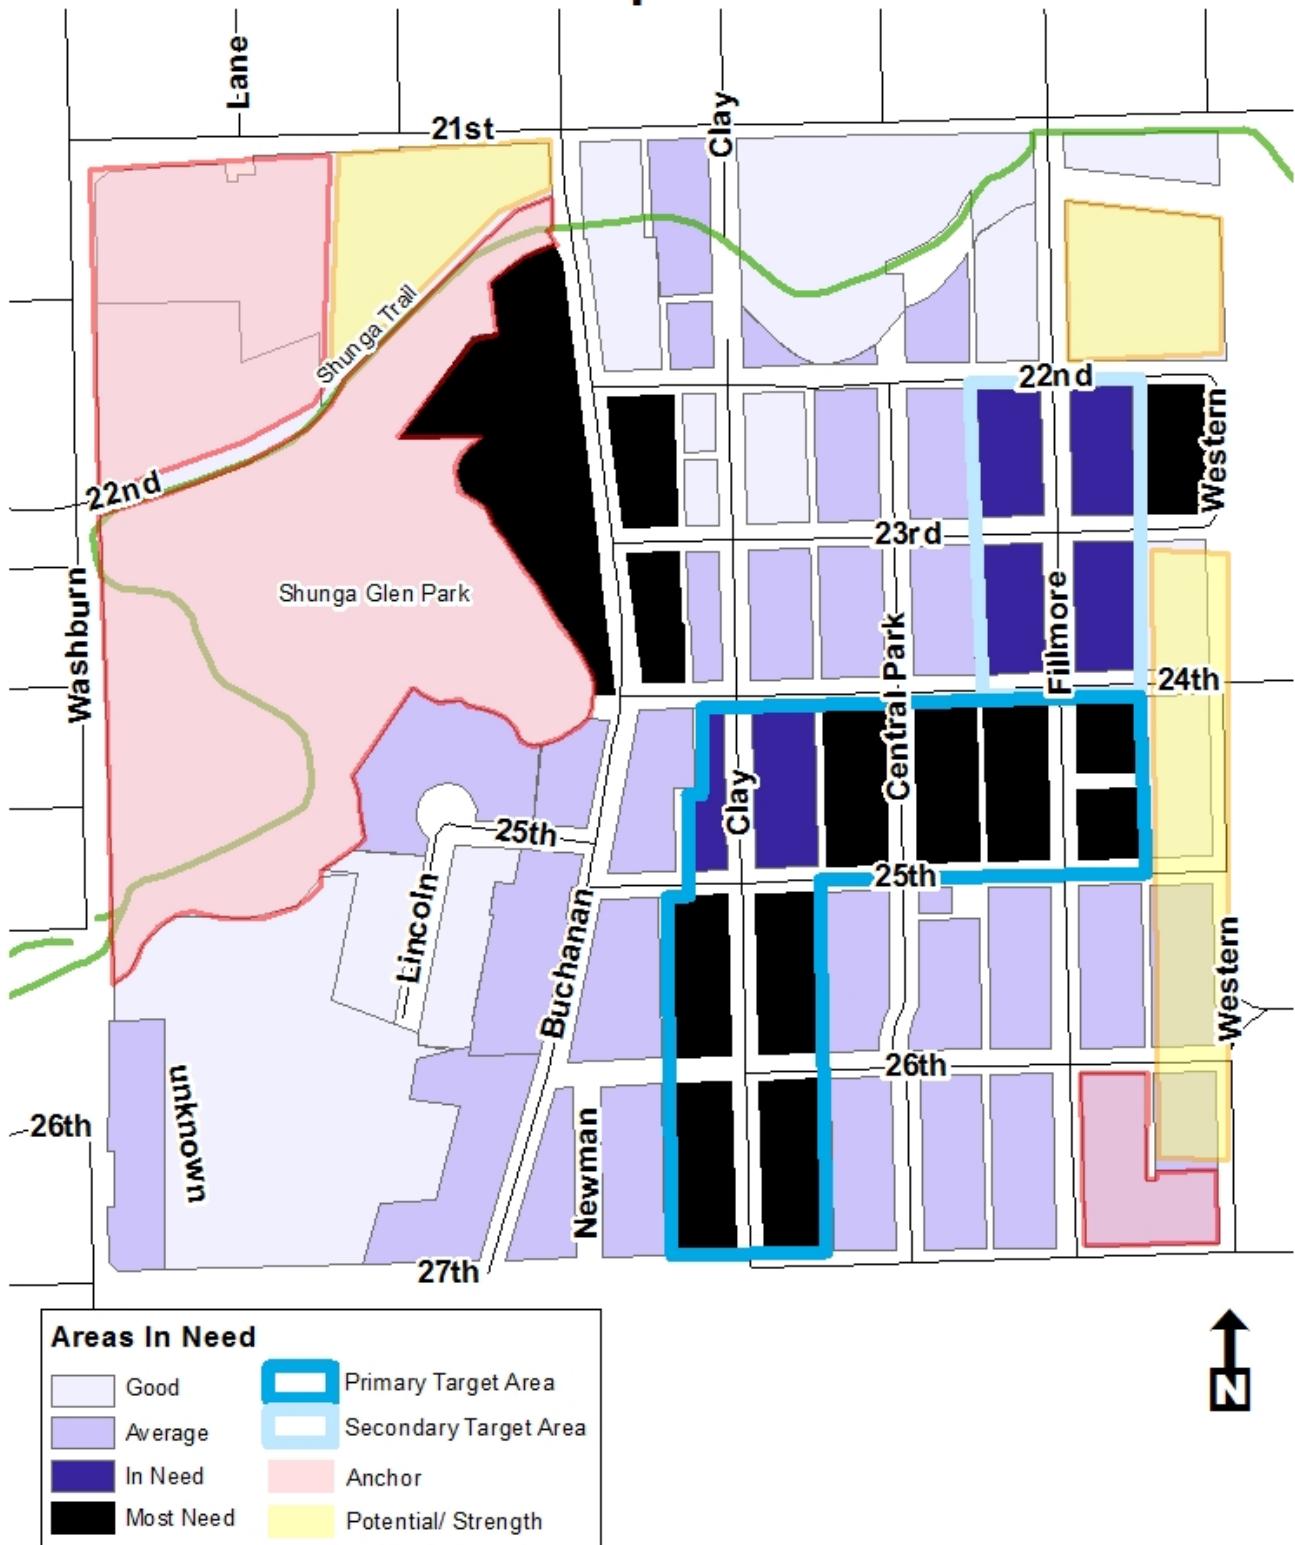 Lane
21st
Clay
Shunga Trail
22nd
22nd
Western
23rd
Shunga Glen Park
Washburn
Central Park
Fillmore
24th
Clay
25th
25th
Lincoln
Buchanan
Western
26th
unknown
26th
Newman
27th
Areas In Need
Good
Average
In Need
Most Need
Primary Target Area
Secondary Target Area
Anchor
Potential/ Strength
N